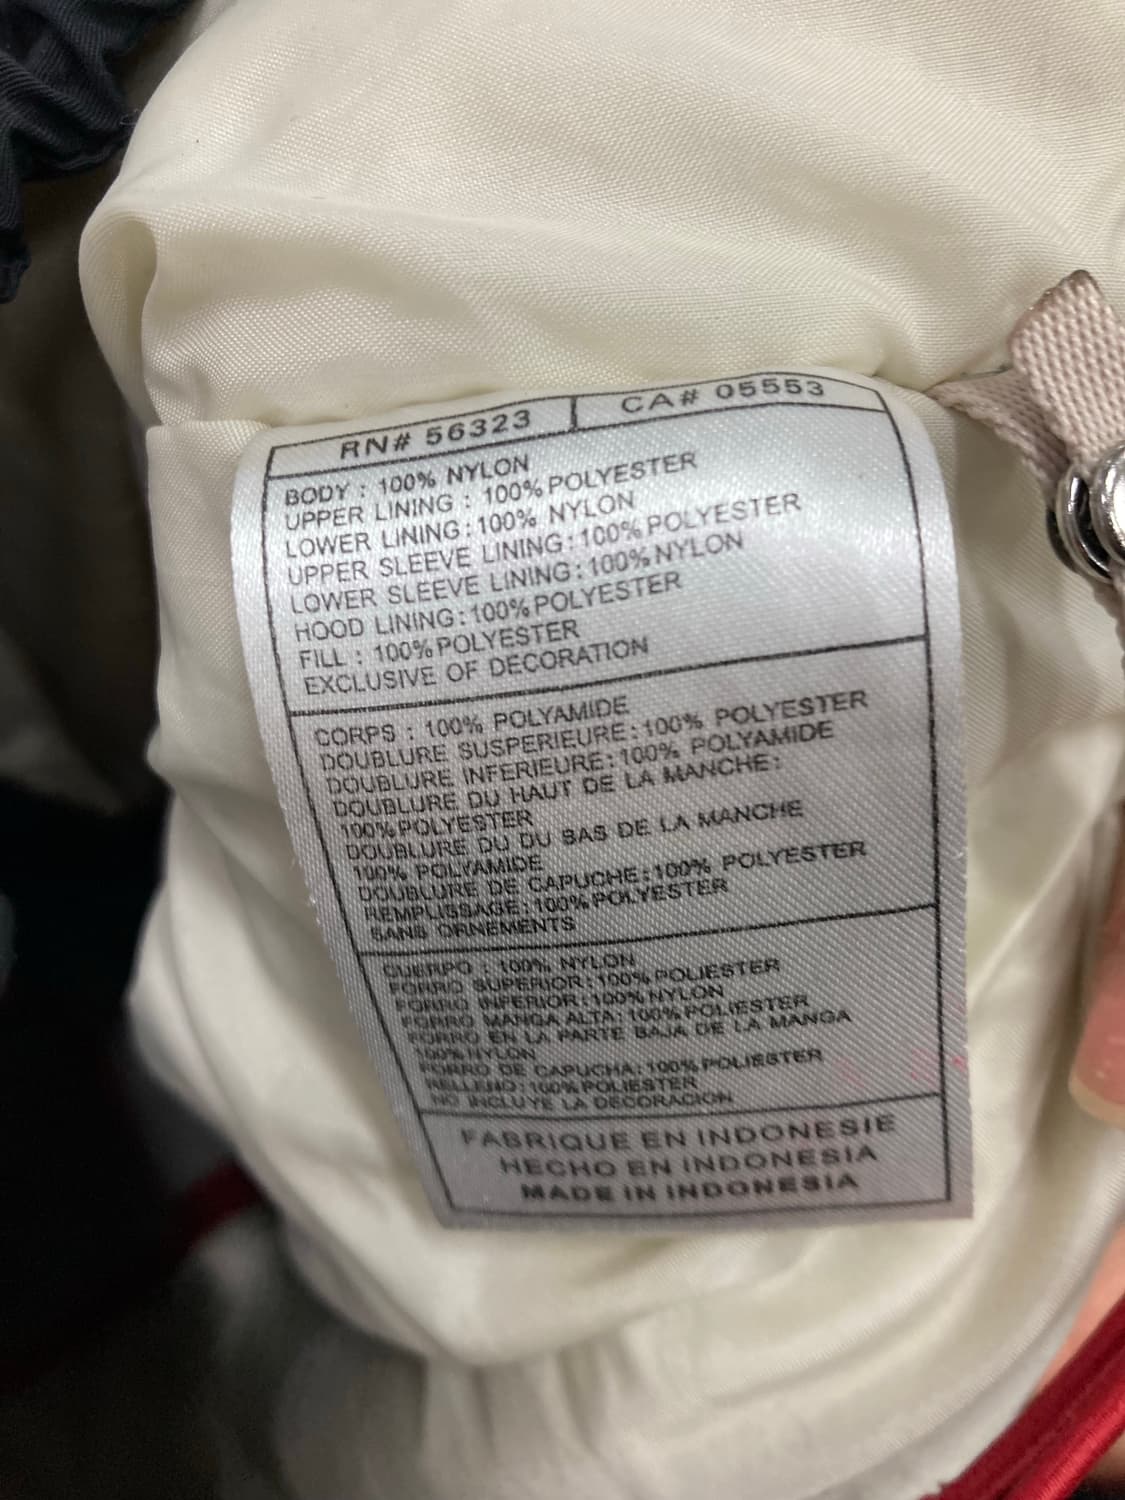 RN# 56323 | CA# 05553
BODY : 100% NYLON
UPPER LINING : 100% POLYESTER
LOWER LINING: 100% NYLON
UPPER SLEEVE LINING: 100% POLYESTER
LOWER SLEEVE LINING: 100% NYLON
HOOD LINING: 100% POLYESTER
FILL : 100% POLYESTER
EXCLUSIVE OF DECORATION
CORPS : 100% POLYAMIDE
DOUBLURE SUSPERIEURE: 100% POLYESTER
DOUBLURE INFERIEURE: 100% POLYAMIDE
DOUBLURE DU HAUT DE LA MANCHE:
100% POLYESTER
DOUBLURE DU DU BAS DE LA MANCHE
100% POLYAMIDE
DOUBLURE DE CAPUCHE: 100% POLYESTER
REMPLISSAGE: 100% POLYESTER
SANS ORNEMENTS
CUERPO : 100% NYLON
FORRO SUPERIOR: 100% POLIESTER
FORRO INFERIOR: 100% NYLON
FORRO MANGA ALTA: 100% POLIESTER
FORRO EN LA PARTE BAJA DE LA MANGA
100% NYLON
FORRO DE CAPUCHA: 100% POLIESTER
RELLENO: 100% POLIESTER
NO INCLUYE LA DECORACION
FABRIQUE EN INDONESIE
HECHO EN INDONESIA
MADE IN INDONESIA